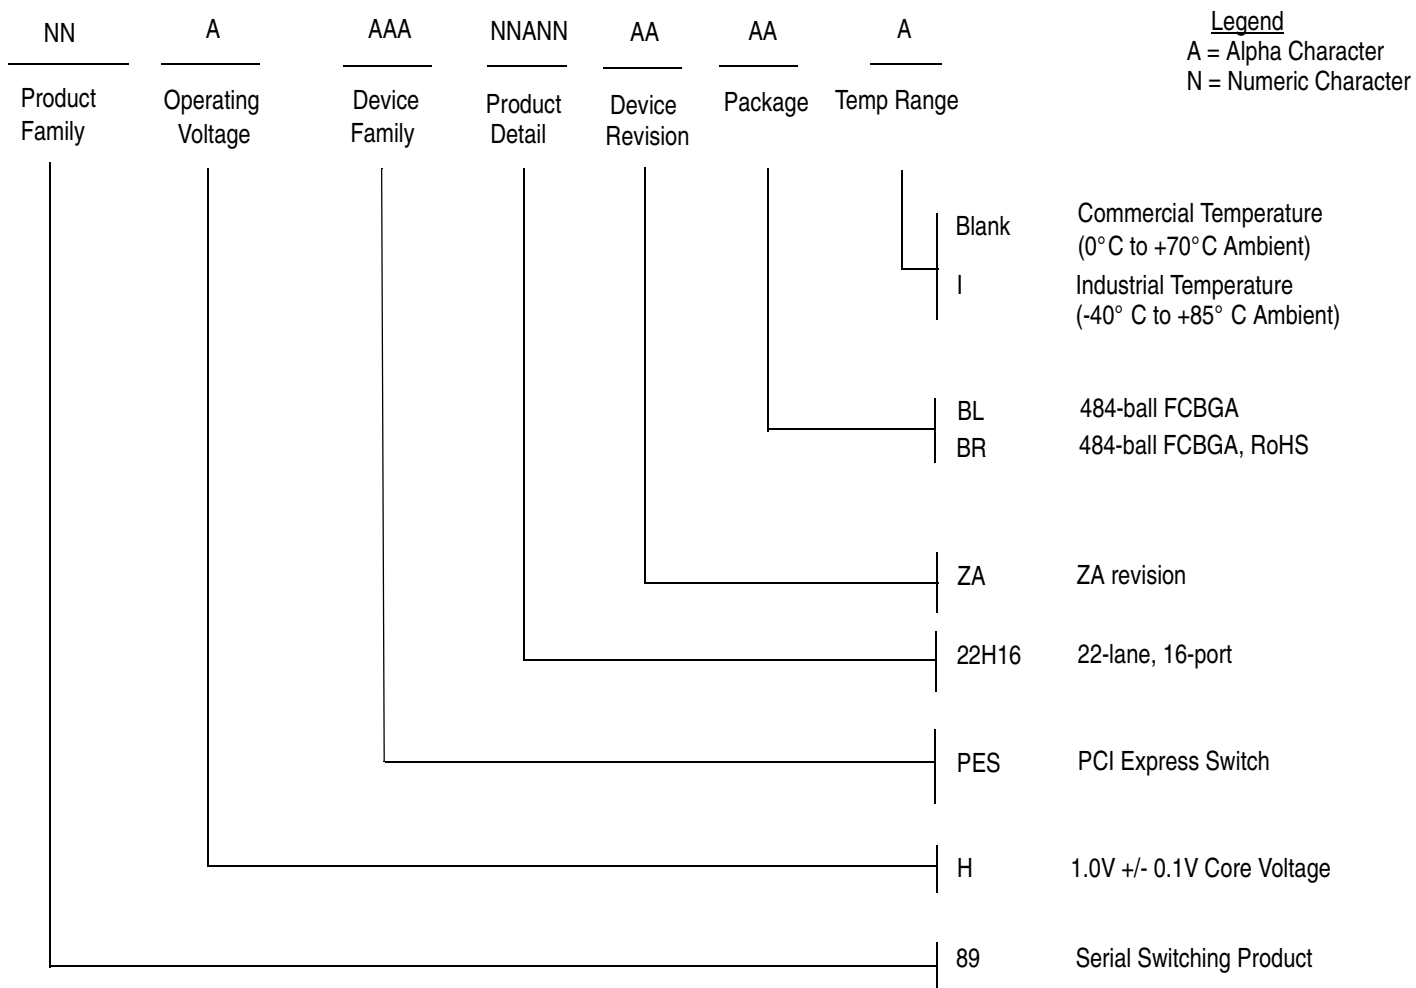 NN A AAA NNANN AA AA A
Legend
A = Alpha Character
N = Numeric Character
Product Family
Operating Voltage
Device Family
Product Detail
Device Revision
Package
Temp Range
Blank Commercial Temperature
(0°C to +70°C Ambient)
I Industrial Temperature
(-40° C to +85° C Ambient)
BL 484-ball FCBGA
BR 484-ball FCBGA, RoHS
ZA ZA revision
22H16 22-lane, 16-port
PES PCI Express Switch
H 1.0V +/- 0.1V Core Voltage
89 Serial Switching Product